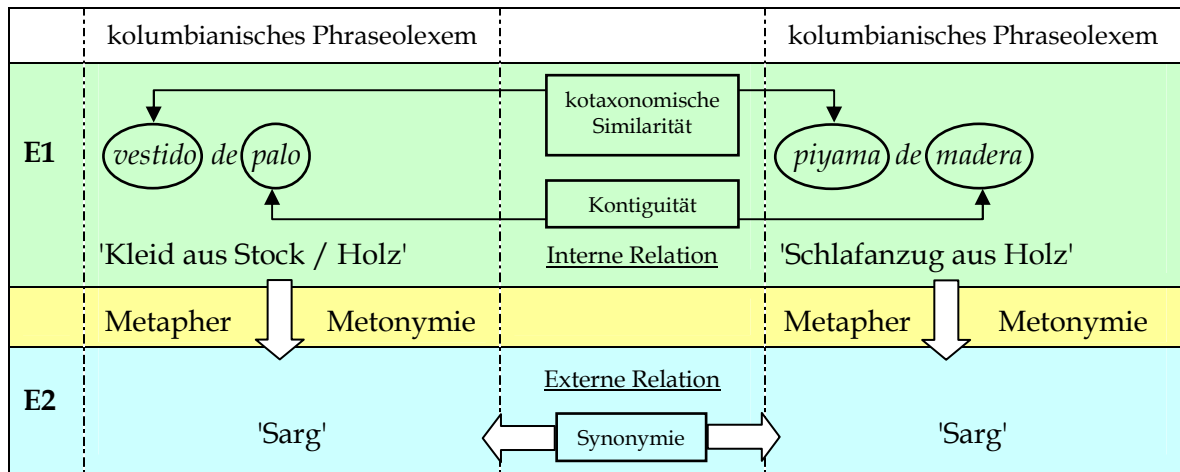 kolumbianisches Phraseolexem
kolumbianisches Phraseolexem
E1
vestido de palo
kotaxonomische
Similarität
piyama de madera
Kontiguität
'Kleid aus Stock / Holz'
Interne Relation
'Schlafanzug aus Holz'
Metapher
Metonymie
Metapher
Metonymie
E2
Externe Relation
'Sarg'
Synonymie
'Sarg'